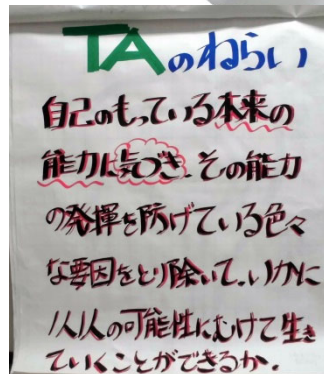 TAのねらい
自己のもっている本来の
能力に気づき、その能力
の発揮を防げている色々
な要因をとり除いて、いかに
人人の可能性にむけて生き
ていくことができるか.